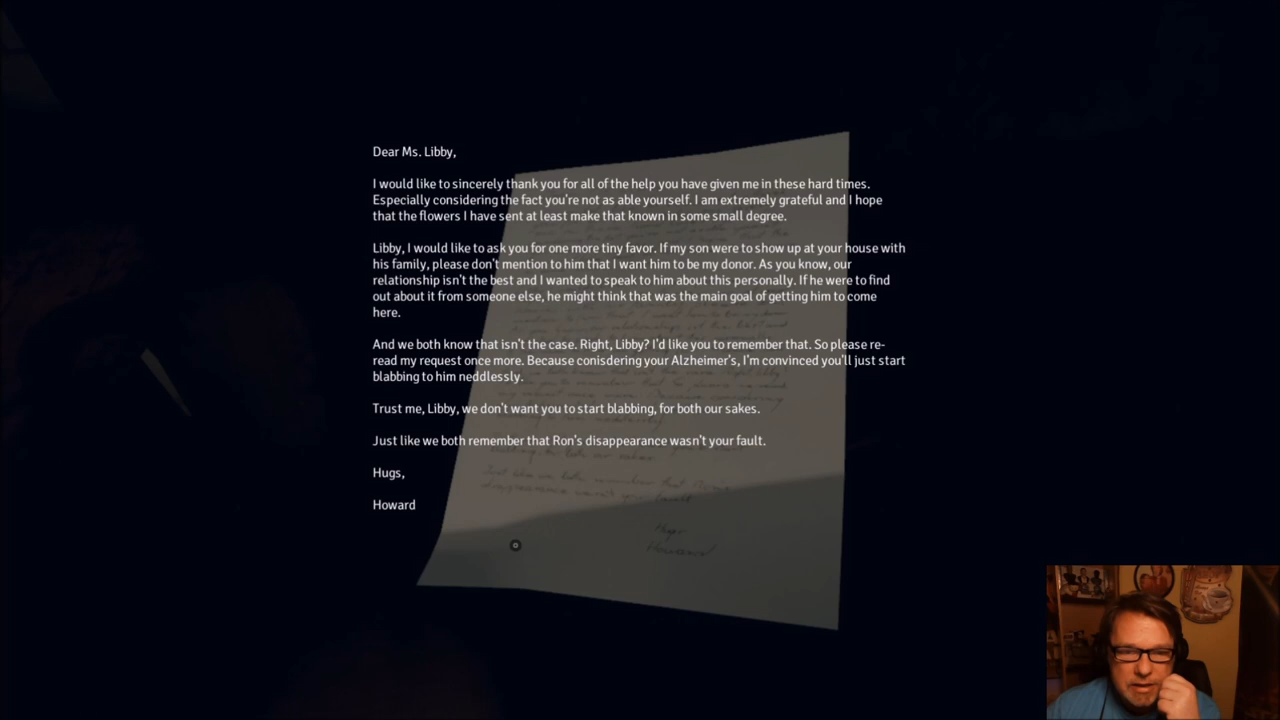 Dear Ms. Libby,
I would like to sincerely thank you for all of the help you have given me in these hard times.
Especially considering the fact you're not as able yourself. I am extremely grateful and I hope
that the flowers I have sent at least make that known in some small degree.
Libby, I would like to ask you for one more tiny favor. If my son were to show up at your house with
his family, please don't mention to him that I want him to be my donor. As you know, our
relationship isn't the best and I wanted to speak to him about this personally. If he were to find
out about it from someone else, he might think that was the main goal of getting him to come
here.
And we both know that isn't the case. Right, Libby? I'd like you to remember that. So please re-
read my request once more. Because conisdering your Alzheimer's, I'm convinced you'll just start
blabbing to him neddlessly.
Trust me, Libby, we don't want you to start blabbing, for both our sakes.
Just like we both remember that Ron's disappearance wasn't your fault.
Hugs,
Howard
Hugs
Howard